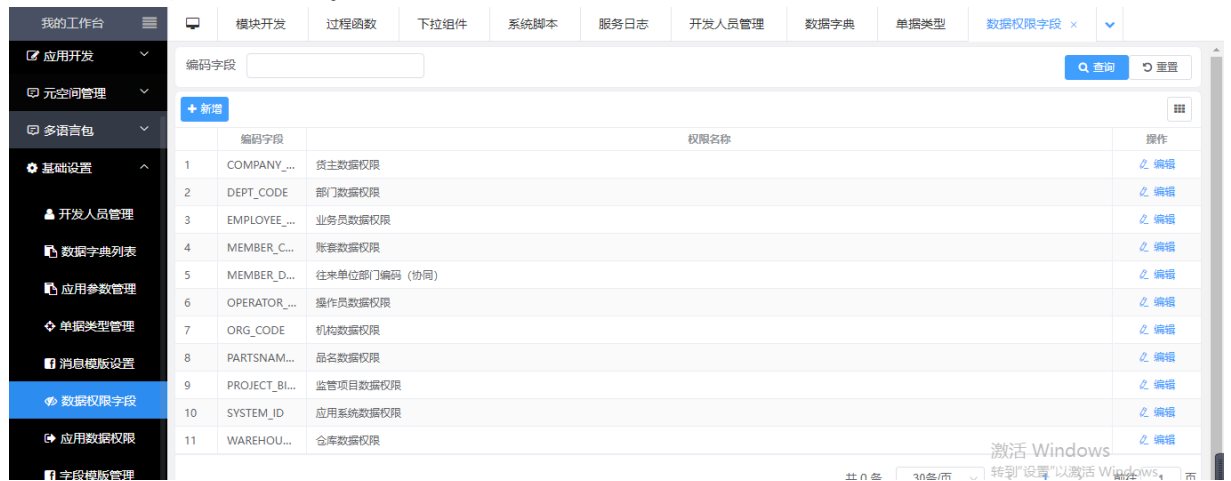 我的工作台
模块开发 过程函数 下拉组件 系统脚本 服务日志 开发人员管理 数据字典 单据类型 数据权限字段 ×
应用开发
元空间管理
多语言包
基础设置
开发人员管理
数据字典列表
应用参数管理
单据类型管理
消息模版设置
数据权限字段
应用数据权限
字段模版管理
编码字段 查询 重置
+ 新增
编码字段 权限名称 操作
1 COMPANY_... 货主数据权限 编辑
2 DEPT_CODE 部门数据权限 编辑
3 EMPLOYEE_... 业务员数据权限 编辑
4 MEMBER_C... 账套数据权限 编辑
5 MEMBER_D... 往来单位部门编码（协同） 编辑
6 OPERATOR_... 操作员数据权限 编辑
7 ORG_CODE 机构数据权限 编辑
8 PARTSNAM... 品名数据权限 编辑
9 PROJECT_BI... 监管项目数据权限 编辑
10 SYSTEM_ID 应用系统数据权限 编辑
11 WAREHOU... 仓库数据权限 编辑
激活 Windows
转到"设置"以激活 Windows。
共 0 条 30条/页 1 前往 1 页